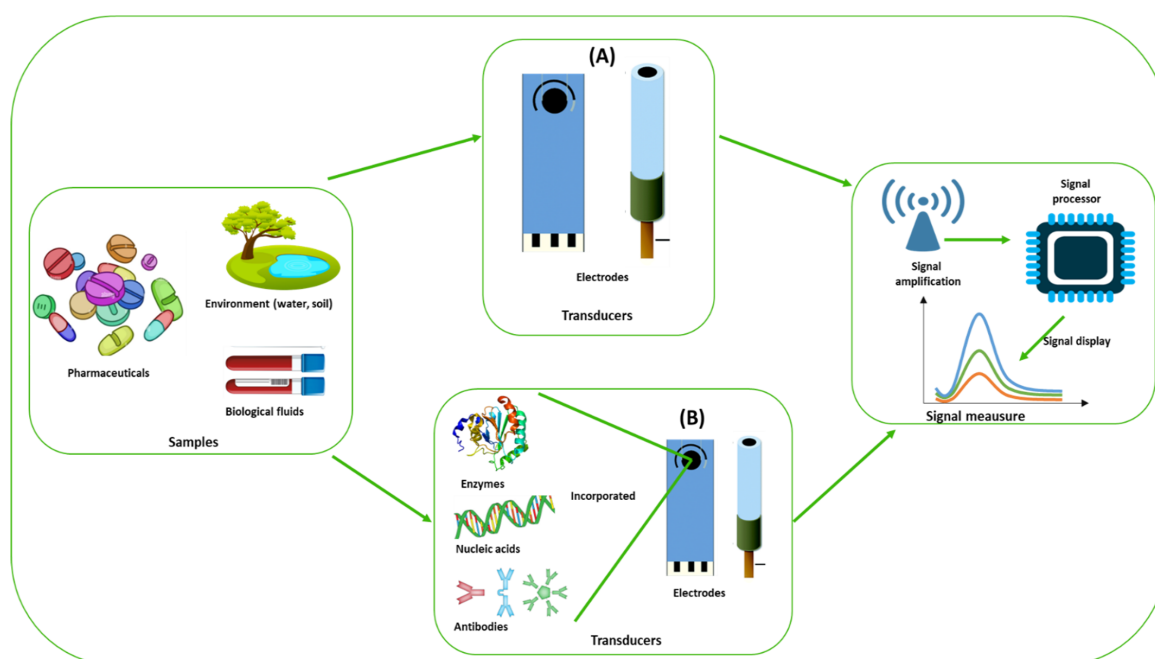 Pharmaceuticals
Environment (water, soil)
Biological fluids
Samples
(A)
Electrodes
Transducers
Enzymes
Nucleic acids
Antibodies
Incorporated
(B)
Electrodes
Transducers
Signal
amplification
Signal
processor
Signal display
Signal meausure